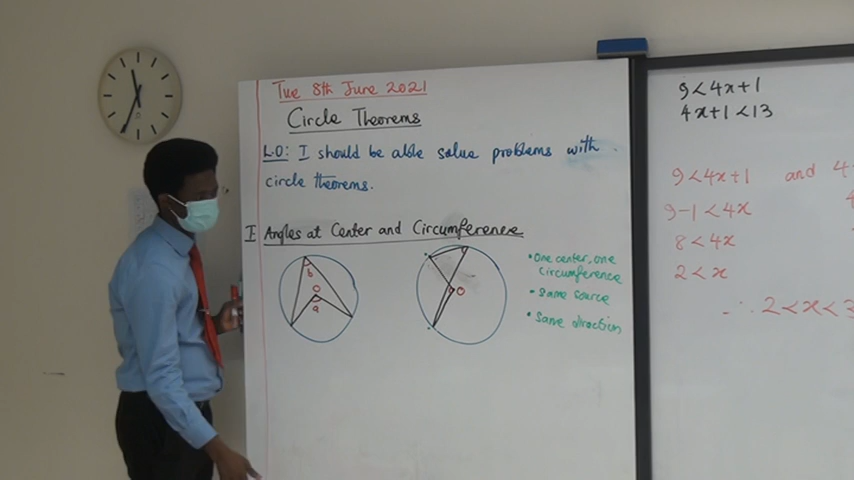 Tue 8th June 2021
Circle Theorems
L.O: I should be able solve problems with
circle theorems.
I Angles at Center and Circumference
b
O
a
O
• One center, one
circumference
• Same source
• Same direction
9 < 4x + 1
4x + 1 < 13
9 < 4x + 1 and 4
9 - 1 < 4x
8 < 4x
2 < x
∴ 2 < x < 3